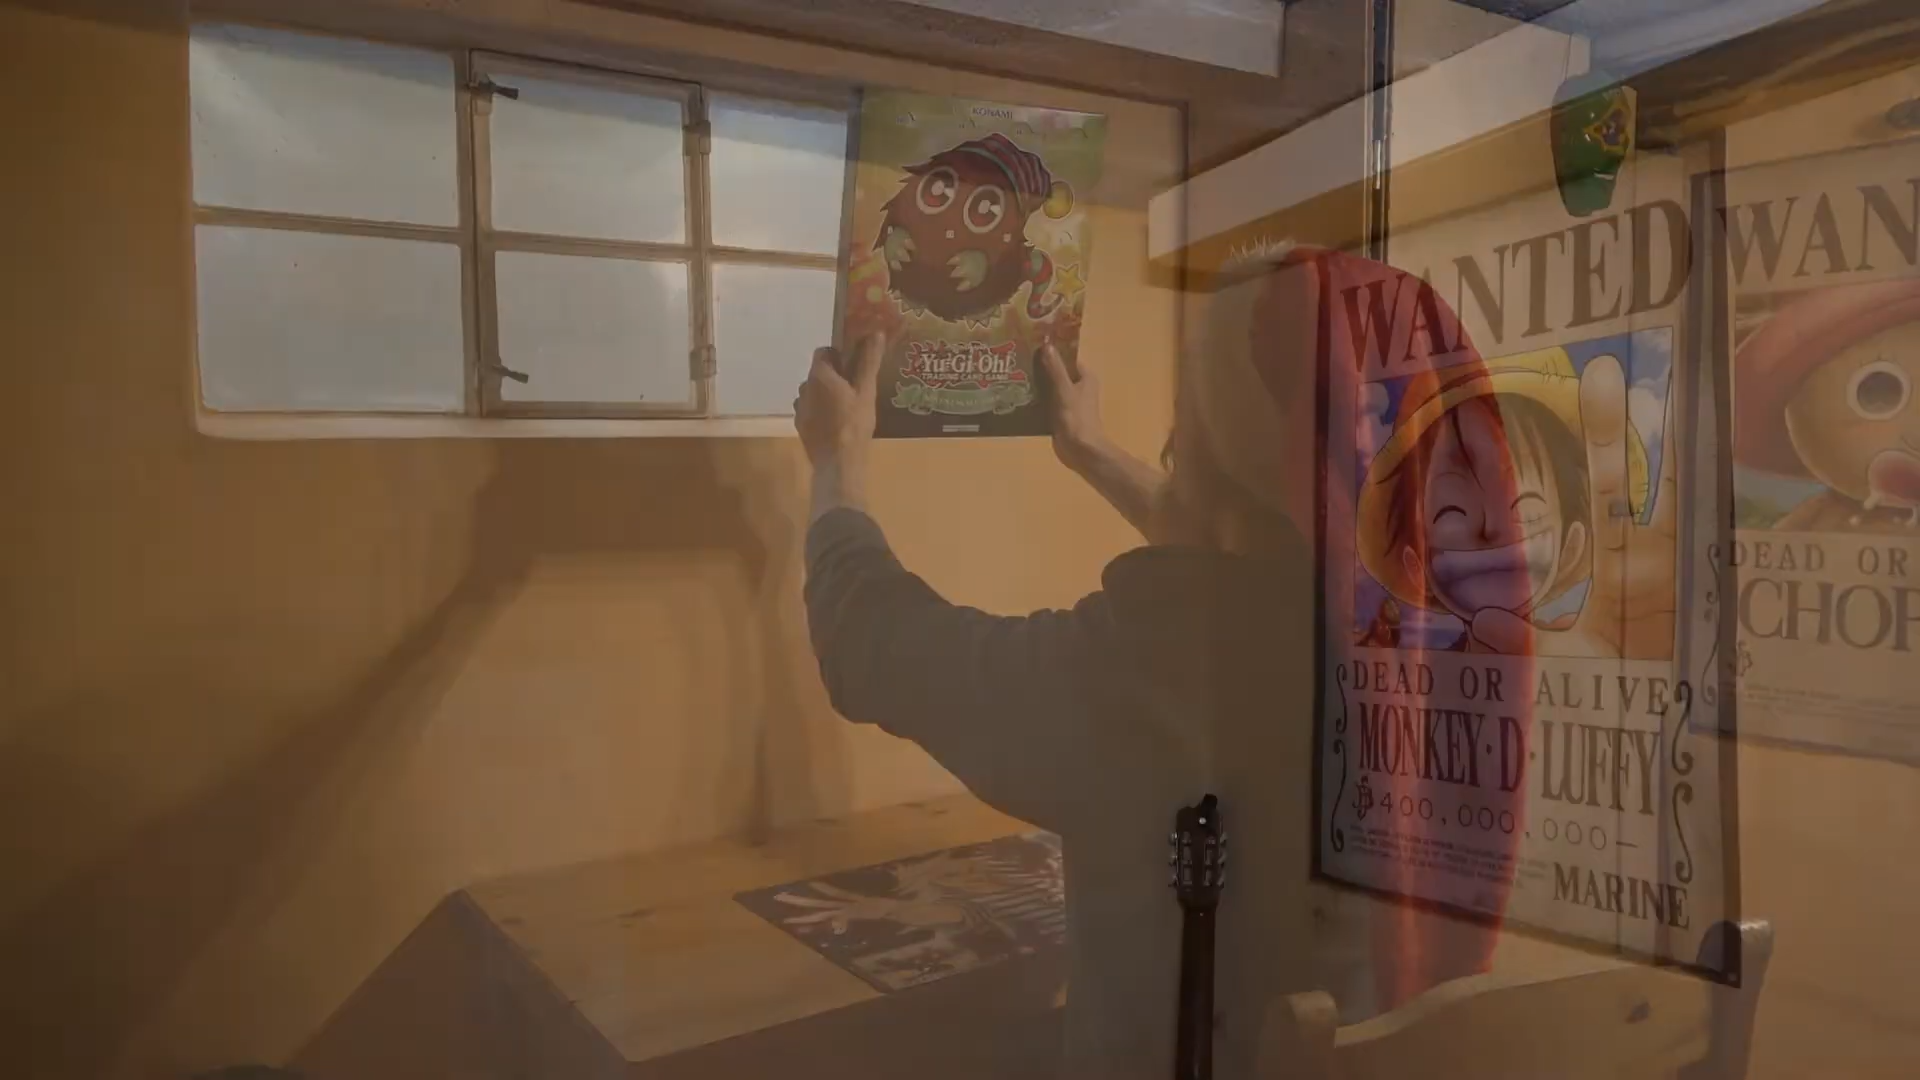 KONAMI
Yu-Gi-Oh!
TRADING CARD GAME
WANTED
DEAD OR ALIVE
MONKEY·D·LUFFY
400,000,000—
MARINE
WAN
DEAD OR
CHOP